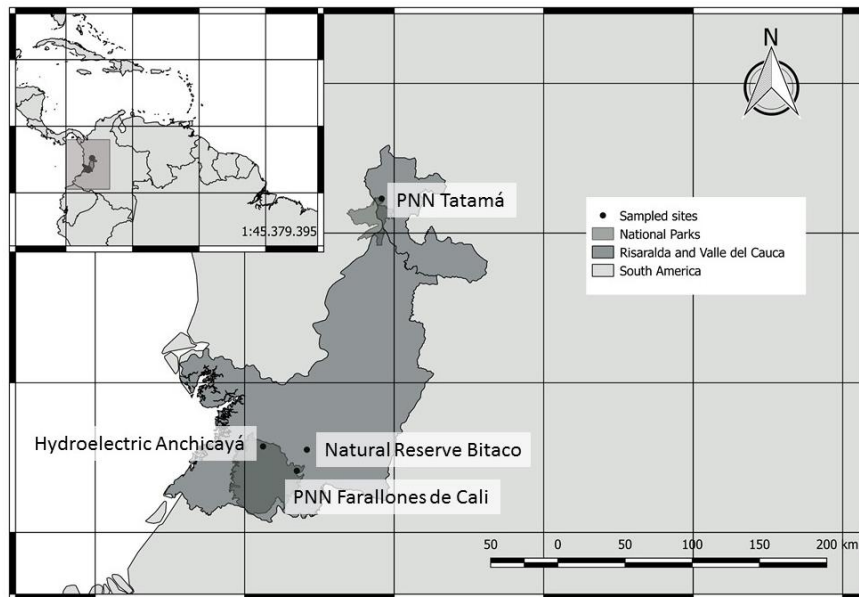 1:45.379.395
N
PNN Tatamá
Sampled sites
National Parks
Risaralda and Valle del Cauca
South America
Hydroelectric Anchicayá
Natural Reserve Bitaco
PNN Farallones de Cali
50 0 50 100 150 200 km